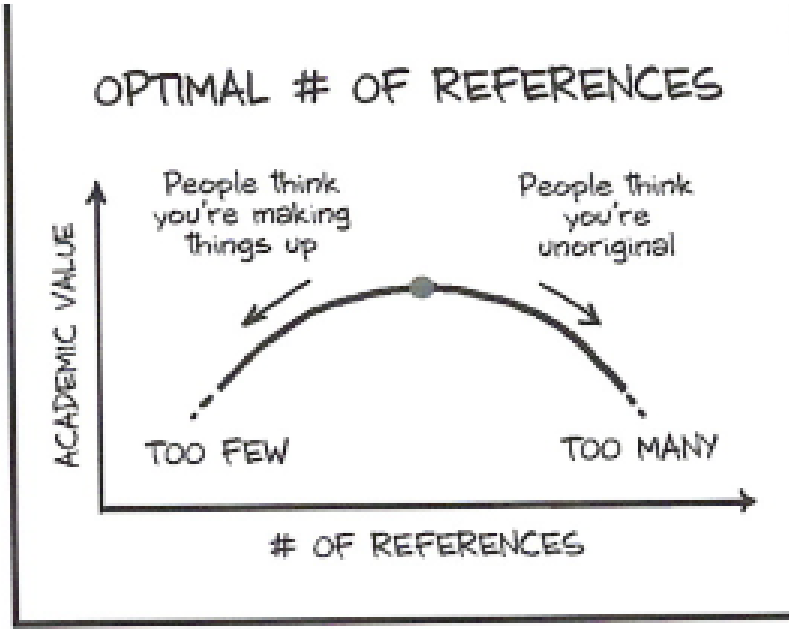 OPTIMAL # OF REFERENCES
People think
you're making
things up
People think
you're
unoriginal
ACADEMIC VALUE
TOO FEW
TOO MANY
# OF REFERENCES